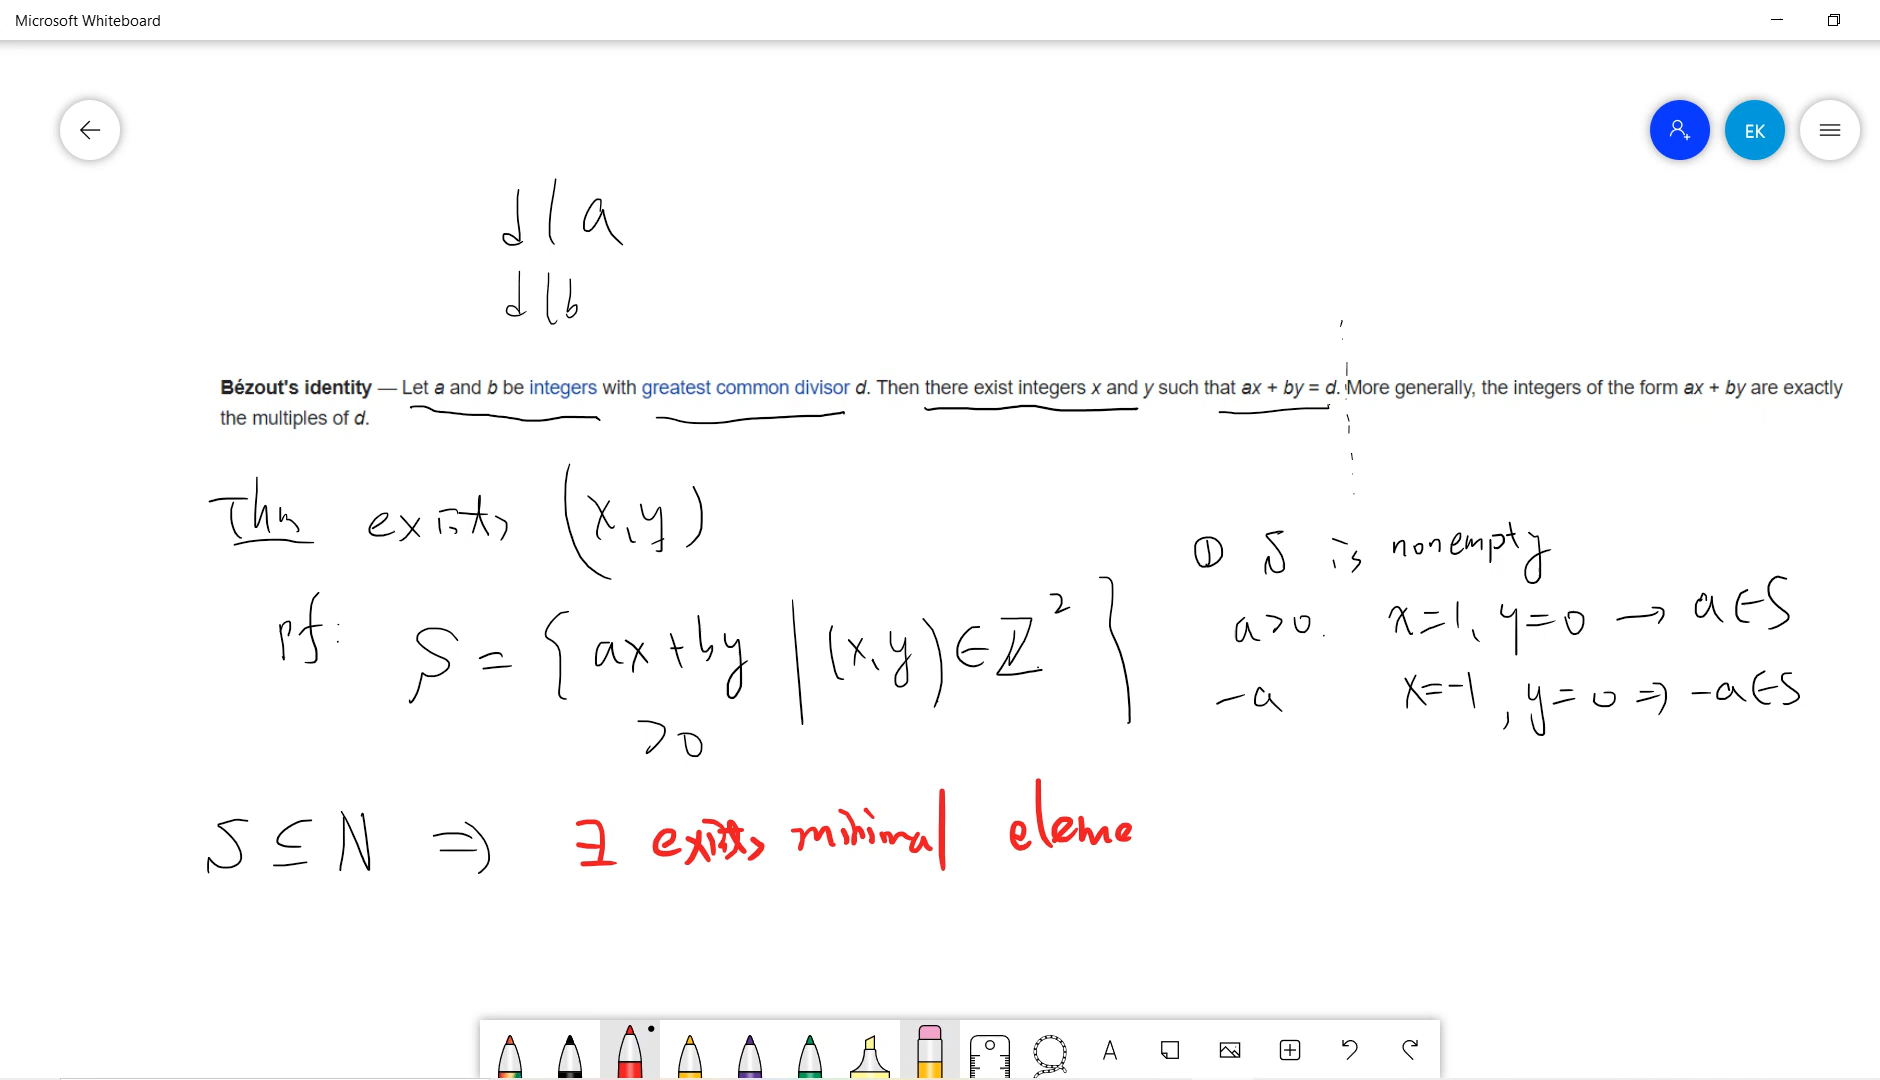 Microsoft Whiteboard
EK
d | a
d | b
Bézout's identity — Let a and b be integers with greatest common divisor d. Then there exist integers x and y such that ax + by = d. More generally, the integers of the form ax + by are exactly
the multiples of d.
Thm exists (x,y)
pf: S = { ax + by | (x,y) ∈ ℤ² }
>0
① S is nonempty
a>0. x=1, y=0 → a∈S
-a x=-1, y=0 ⇒ -a∈S
S ⊆ N ⇒ ∃ exists minimal eleme
A